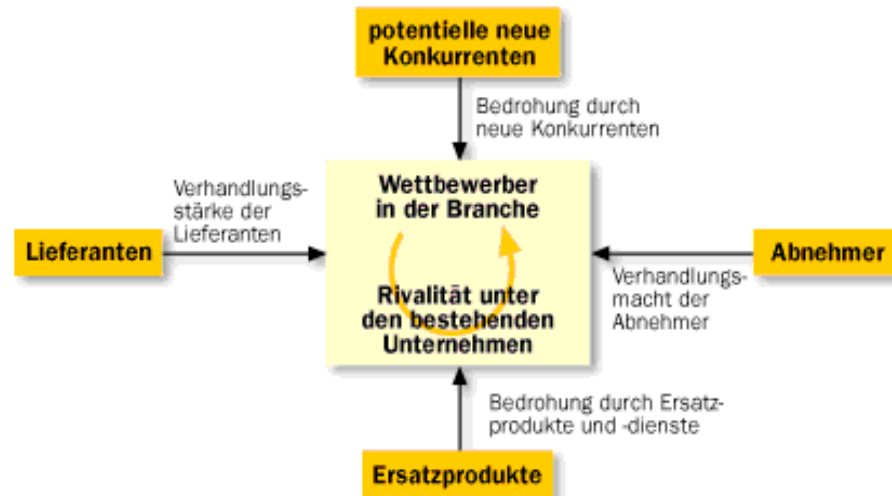 potentielle neue
Konkurrenten
Bedrohung durch
neue Konkurrenten
Verhandlungs-
stärke der
Lieferanten
Lieferanten
Wettbewerber
in der Branche
Rivalität unter
den bestehenden
Unternehmen
Abnehmer
Verhandlungs-
macht der
Abnehmer
Bedrohung durch Ersatz-
produkte und -dienste
Ersatzprodukte